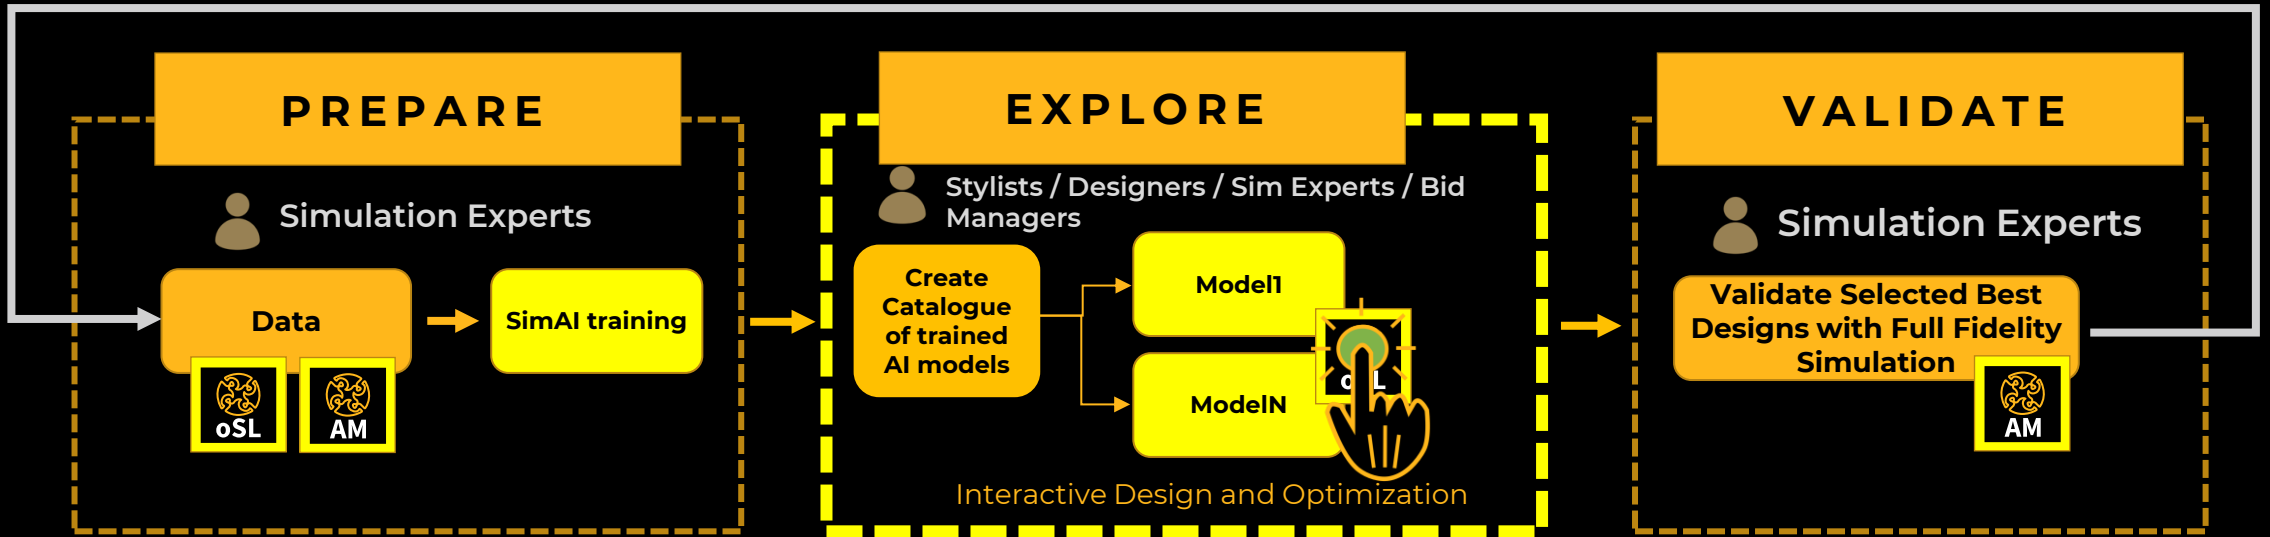 PREPARE
Simulation Experts
Data
SimAI training
oSL
AM
EXPLORE
Stylists / Designers / Sim Experts / Bid
Managers
Create
Catalogue
of trained
AI models
Model1
ModelN
Interactive Design and Optimization
VALIDATE
Simulation Experts
Validate Selected Best
Designs with Full Fidelity
Simulation
AM